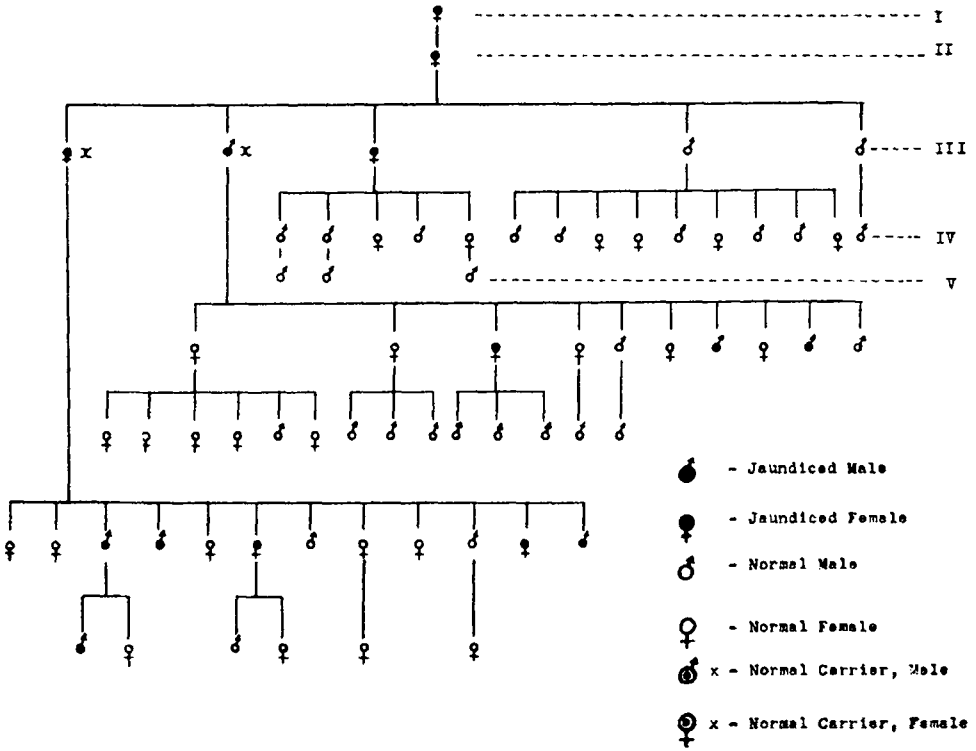 I
II
x
x
III
IV
V
- Jaundiced Male
- Jaundiced Female
- Normal Male
- Normal Female
x - Normal Carrier, Male
x - Normal Carrier, Female